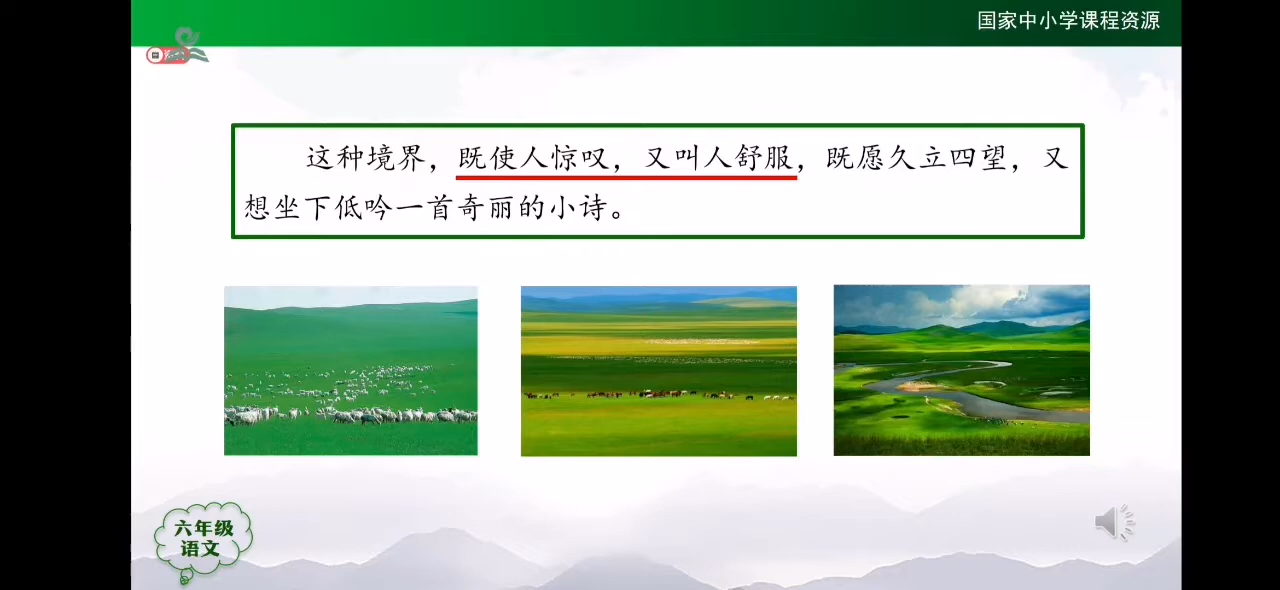 国家中小学课程资源
这种境界，既使人惊叹，又叫人舒服，既愿久立四望，又
想坐下低吟一首奇丽的小诗。
六年级
语文